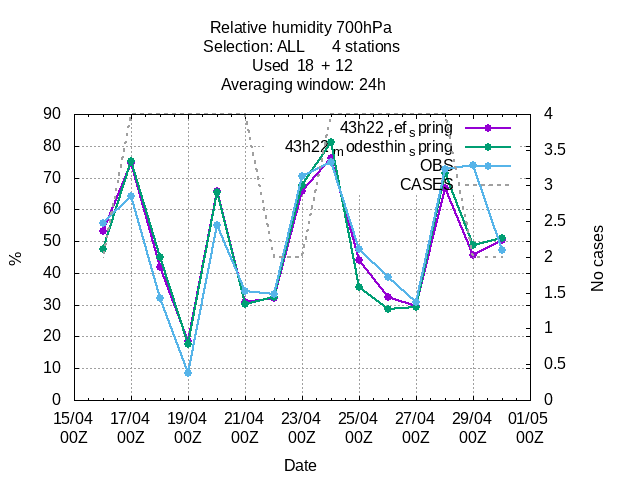 Relative humidity 700hPa
Selection: ALL 4 stations
Used 18 + 12
Averaging window: 24h
90 4
43h22_ref_spring
80 43h22_modesthin_spring 3.5
OBS
70 3
CASES
60 2.5
50
% No cases
40 2
30 1.5
20 1
10 0.5
0 0
15/04 17/04 19/04 21/04 23/04 25/04 27/04 29/04 01/05
00Z 00Z 00Z 00Z 00Z 00Z 00Z 00Z 00Z
Date